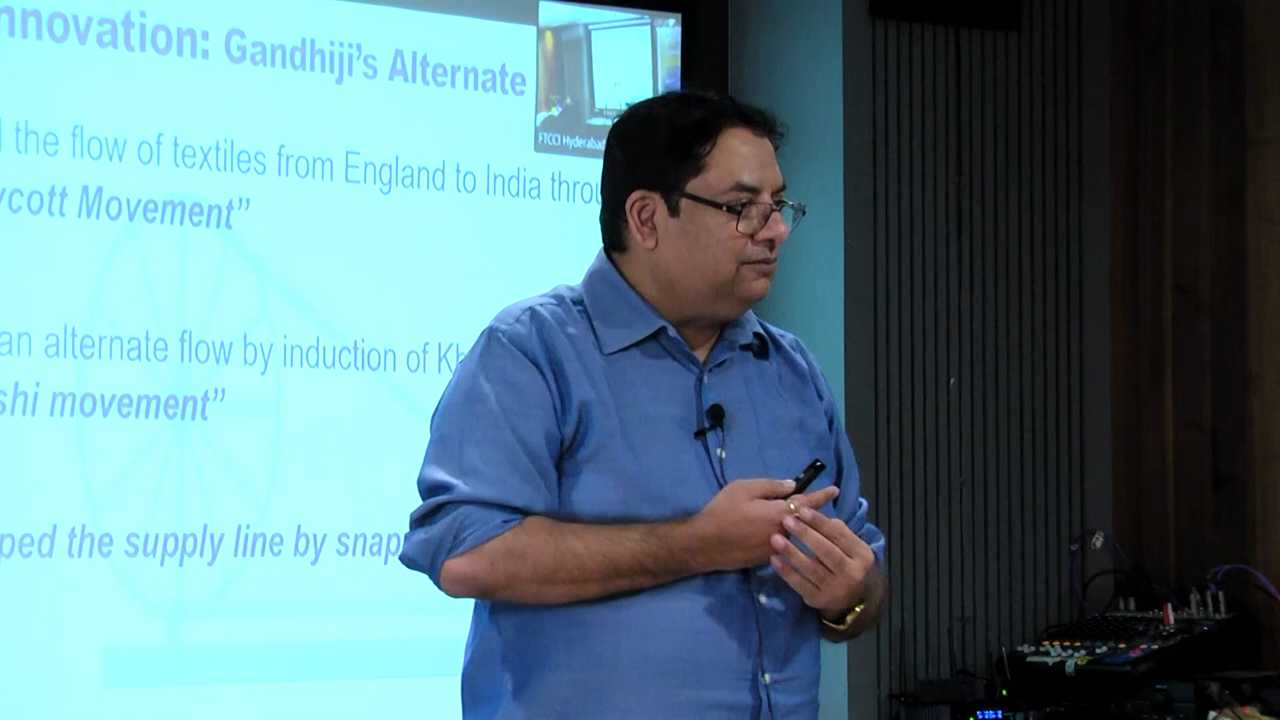 nnovation: Gandhiji's Alternate
the flow of textiles from England to India throu
ycott Movement”
an alternate flow by induction of Kh
shi movement”
ped the supply line by snap
FTCCI Hyderabad